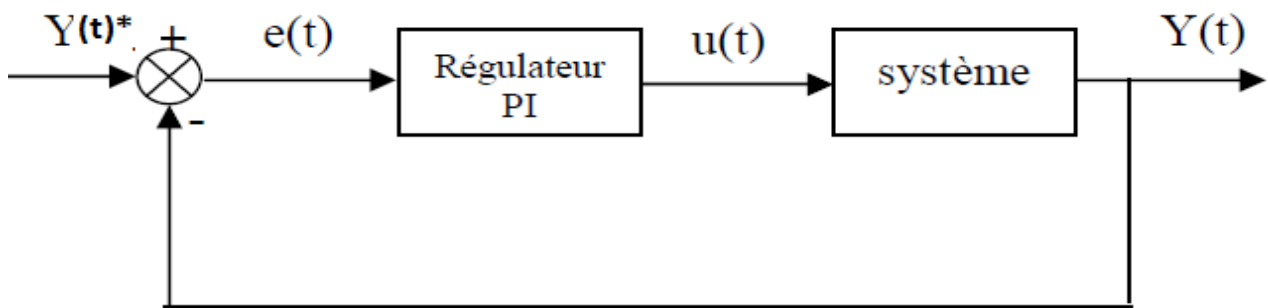 Y(t)*
+
-
e(t)
Régulateur
PI
u(t)
système
Y(t)